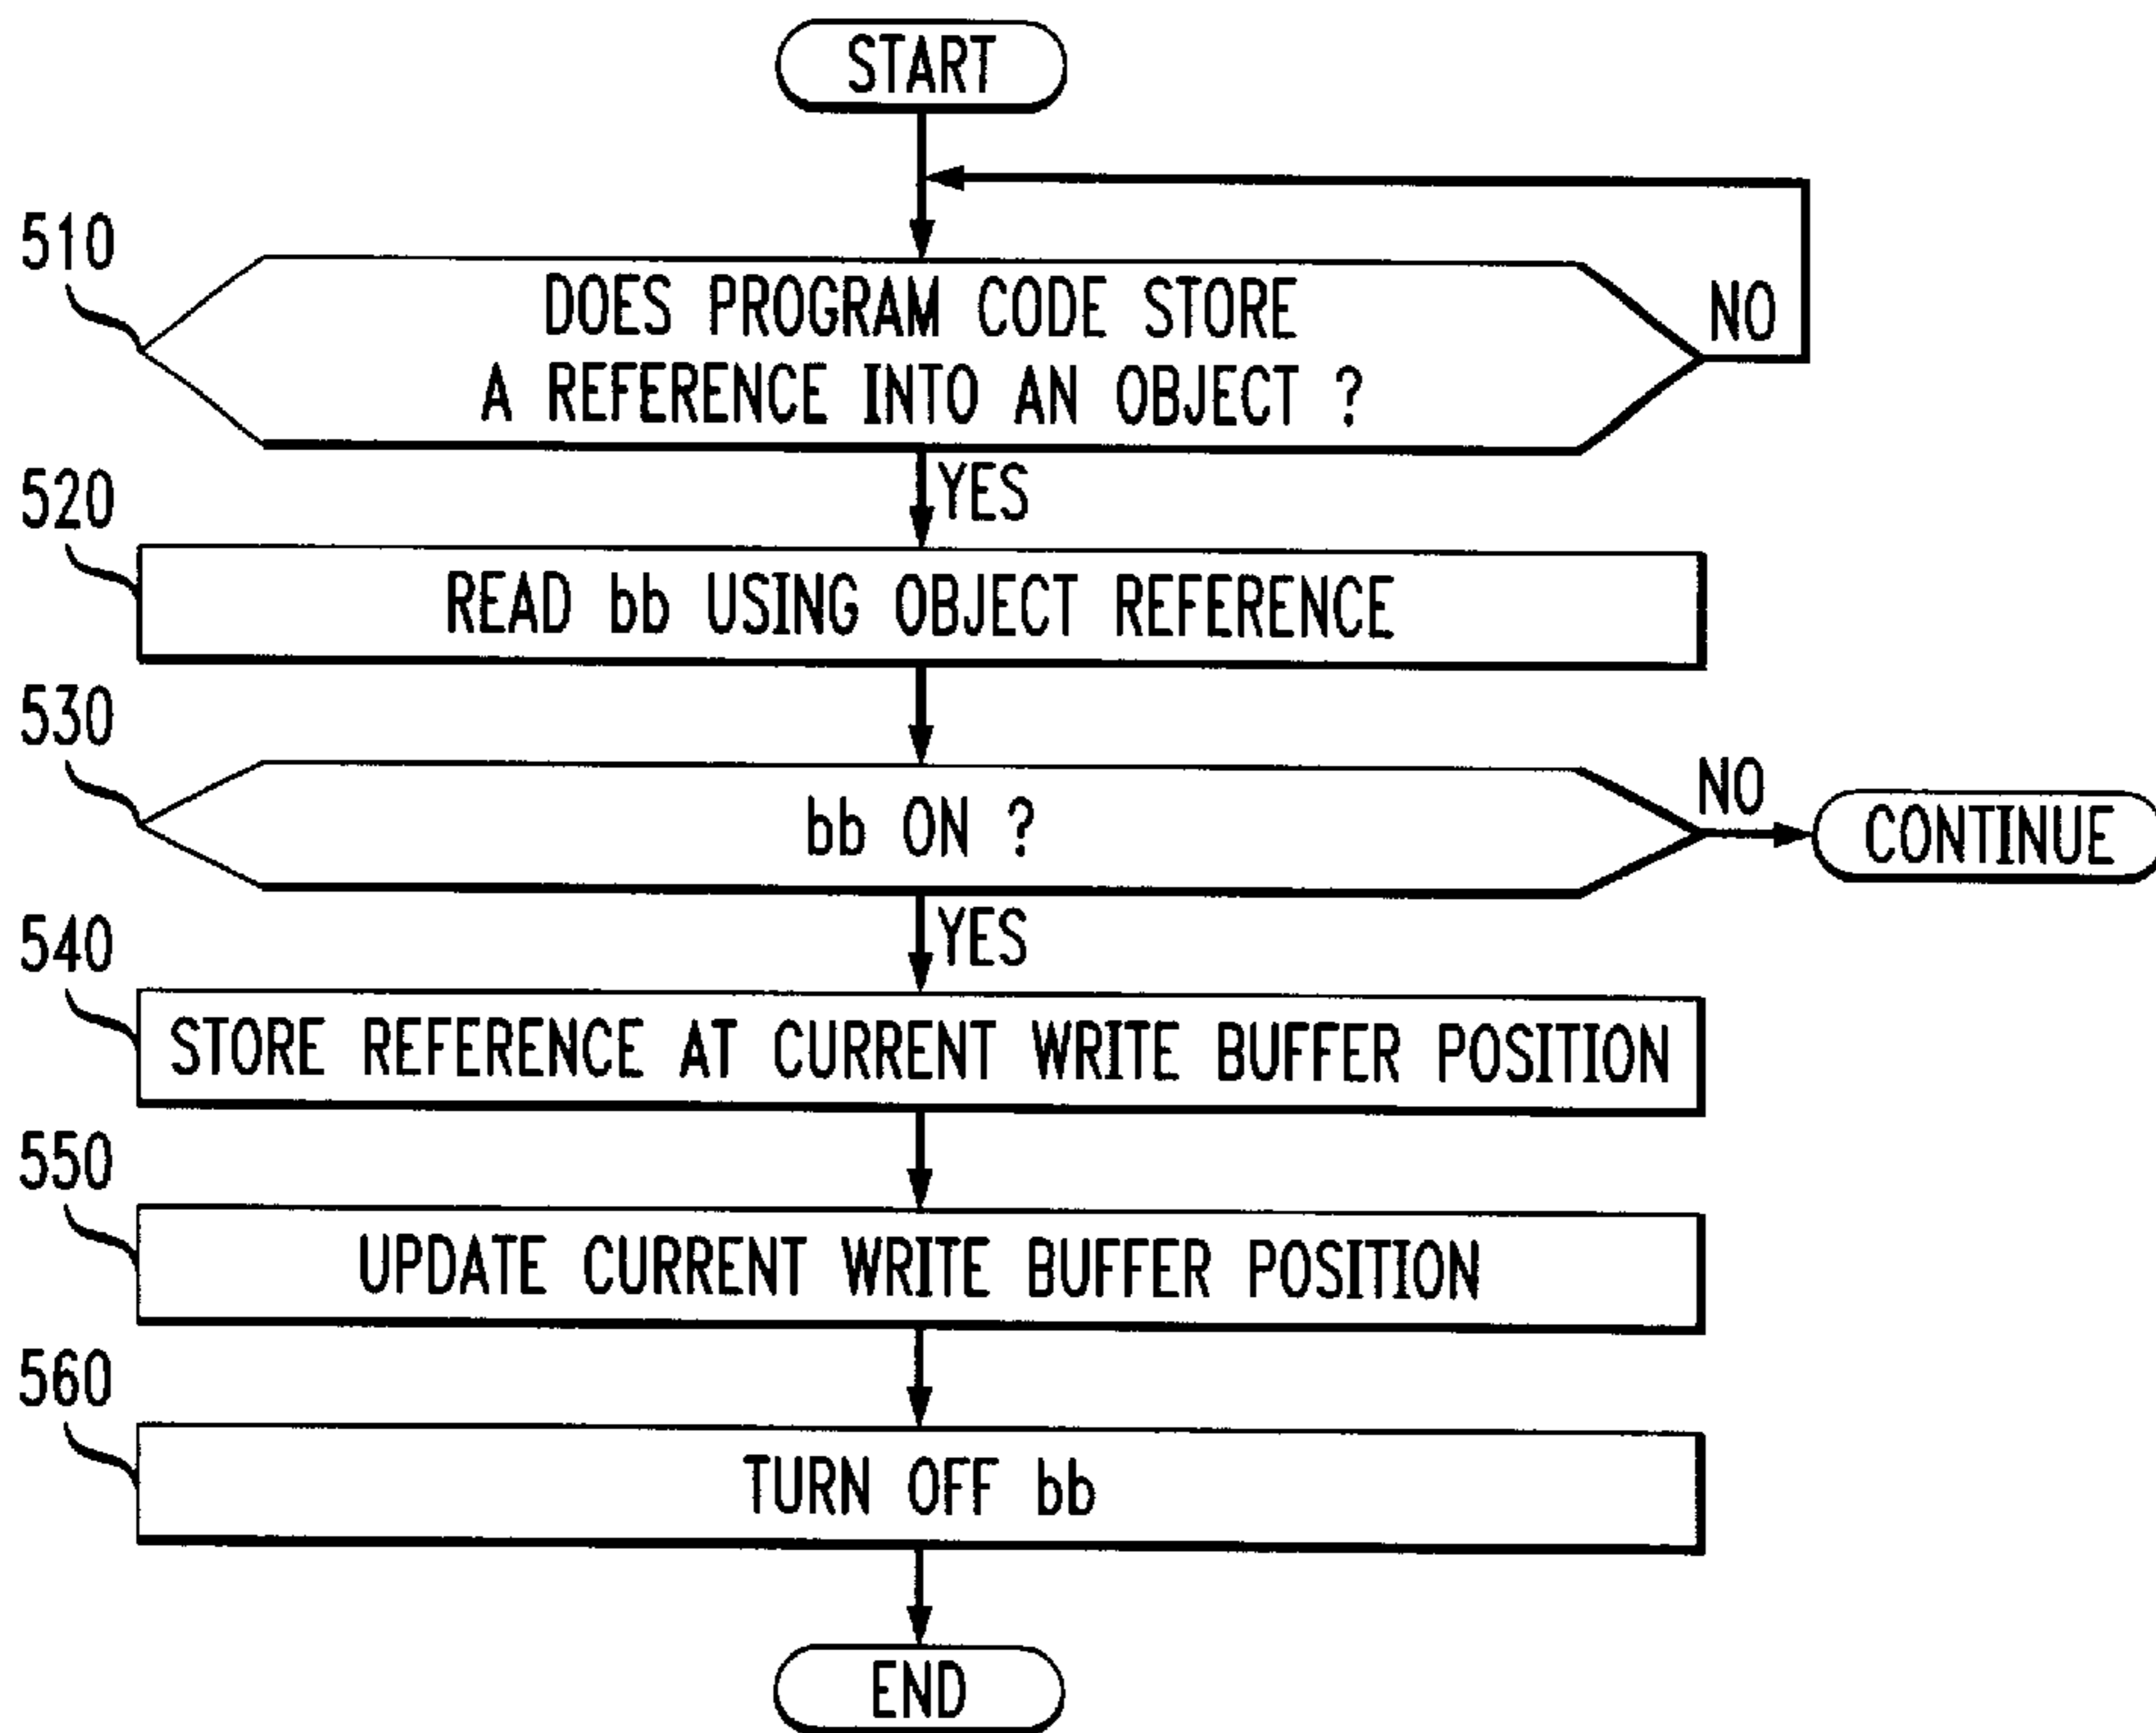 START
510
DOES PROGRAM CODE STORE
A REFERENCE INTO AN OBJECT ?
NO
YES
520
READ bb USING OBJECT REFERENCE
530
bb ON ?
NO
CONTINUE
YES
540
STORE REFERENCE AT CURRENT WRITE BUFFER POSITION
550
UPDATE CURRENT WRITE BUFFER POSITION
560
TURN OFF bb
END